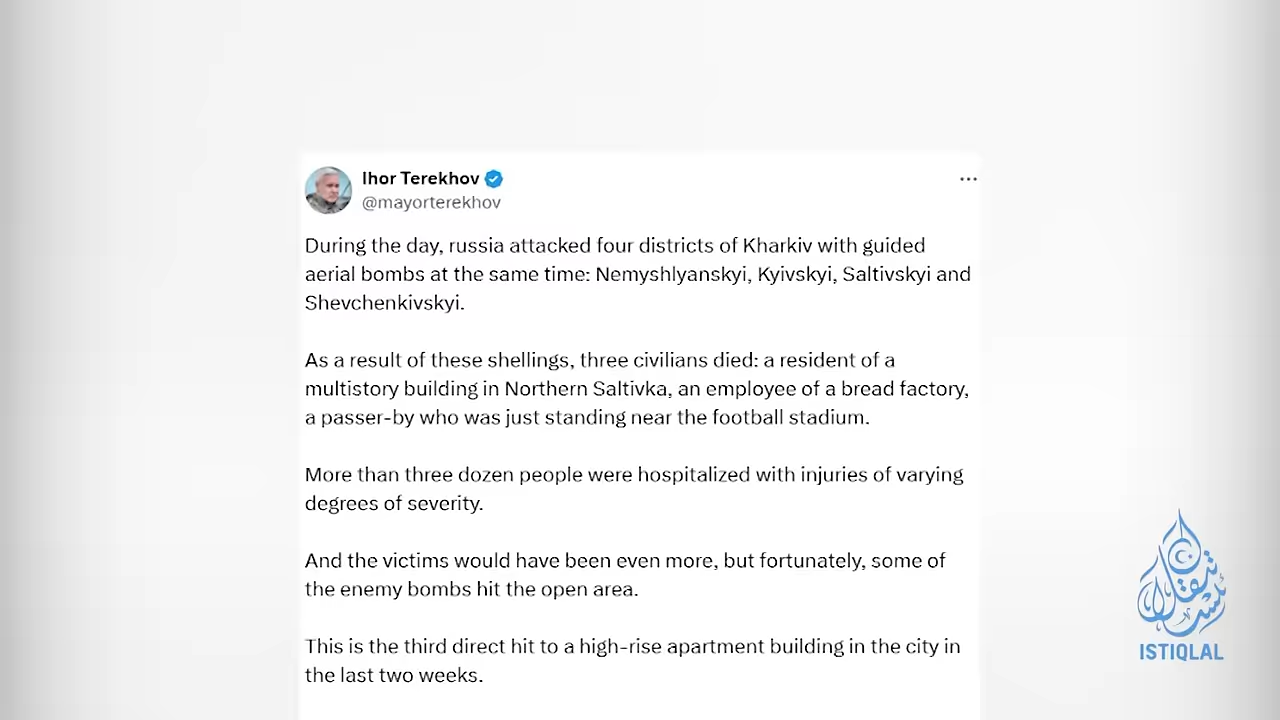 Ihor Terekhov
@mayorterekhov
During the day, russia attacked four districts of Kharkiv with guided
aerial bombs at the same time: Nemyshlyanskyi, Kyivskyi, Saltivskyi and
Shevchenkivskyi.
As a result of these shellings, three civilians died: a resident of a
multistory building in Northern Saltivka, an employee of a bread factory,
a passer-by who was just standing near the football stadium.
More than three dozen people were hospitalized with injuries of varying
degrees of severity.
And the victims would have been even more, but fortunately, some of
the enemy bombs hit the open area.
This is the third direct hit to a high-rise apartment building in the city in
the last two weeks.
ISTIQLAL